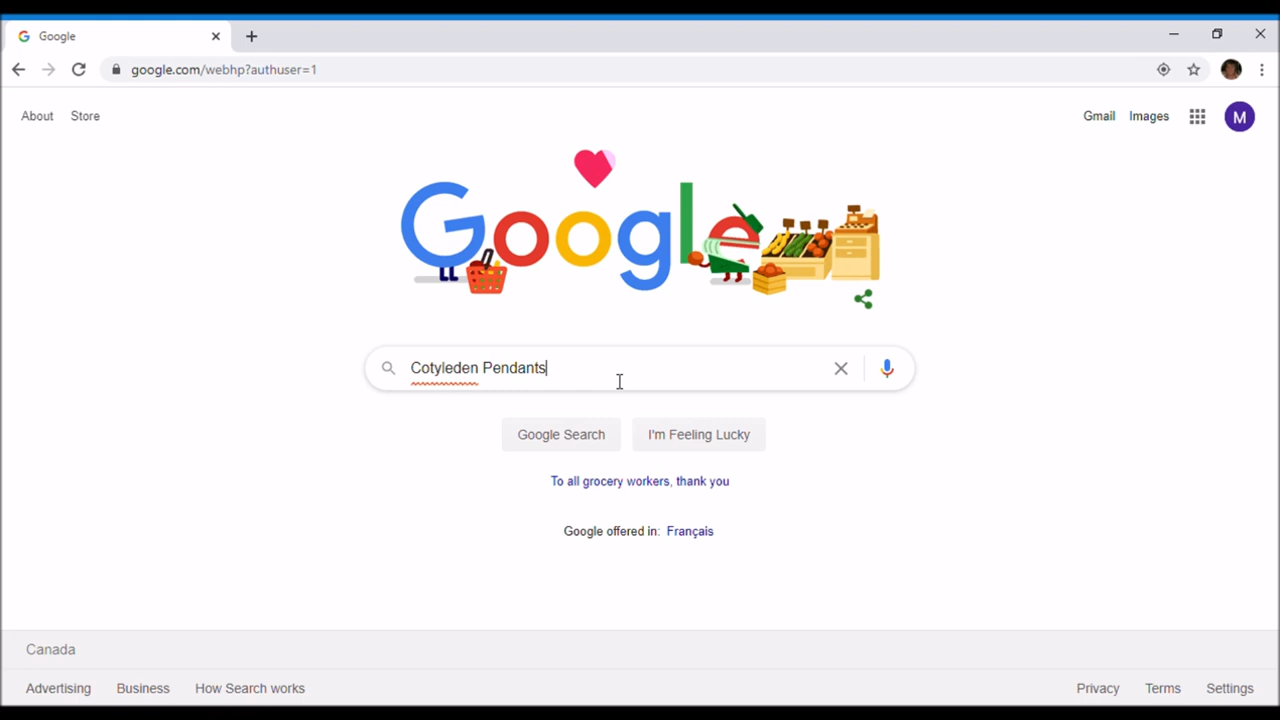 Google
google.com/webhp?authuser=1
About Store
Gmail Images M
Google
Cotyleden Pendants
Google Search I'm Feeling Lucky
To all grocery workers, thank you
Google offered in: Français
Canada
Advertising Business How Search works
Privacy Terms Settings